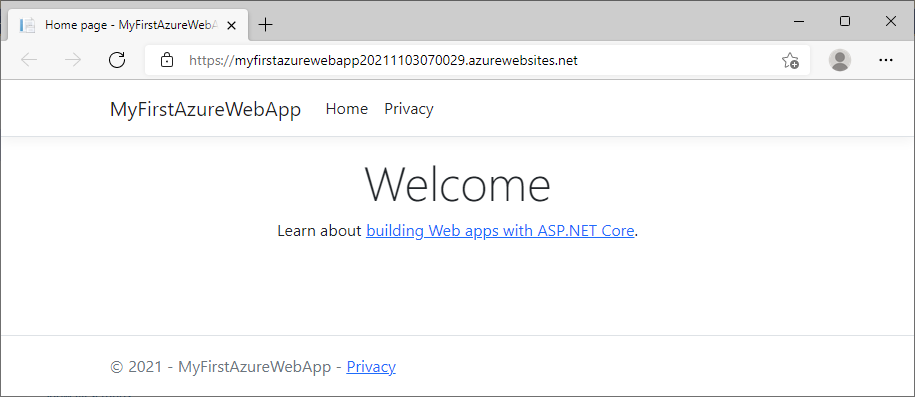 Home page - MyFirstAzureWebA
https://myfirstazurewebapp20211103070029.azurewebsites.net
MyFirstAzureWebApp Home Privacy
Welcome
Learn about building Web apps with ASP.NET Core.
© 2021 - MyFirstAzureWebApp - Privacy